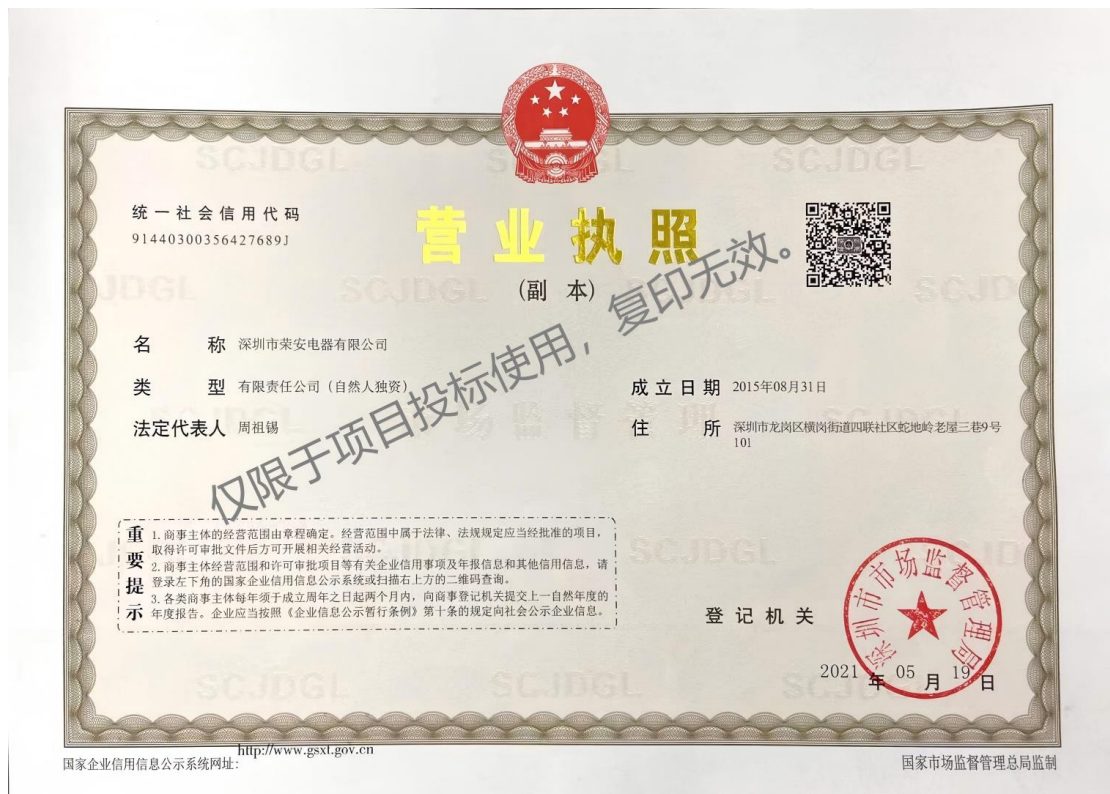 统一社会信用代码
91440300356427689J
营业执照
(副 本)
名 称 深圳市荣安电器有限公司
类 型 有限责任公司（自然人独资）
法定代表人 周祖锡
成立日期 2015年08月31日
住 所 深圳市龙岗区横岗街道四联社区蛇地岭老屋三巷9号
101
仅限于项目投标使用，复印无效。
重要提示
1. 商事主体的经营范围由章程确定。经营范围中属于法律、法规规定应当经批准的项目，
取得许可审批文件后方可开展相关经营活动。
2. 商事主体经营范围和许可审批项目等有关企业信用事项及年报信息和其他信用信息，请
登录左下角的国家企业信用信息公示系统或扫描右上方的二维码查询。
3. 各类商事主体每年须于成立周年之日起两个月内，向商事登记机关提交上一自然年度的
年度报告。企业应当按照《企业信息公示暂行条例》第十条的规定向社会公示企业信息。
登记机关
深圳市市场监督管理局
2021 年 05 月 19 日
国家企业信用信息公示系统网址：http://www.gsxt.gov.cn
国家市场监督管理总局监制
SCJDGL
SCJDGL
SCJDGL
JDGL
SCJDGL
SCJDGL
SCJD
SCJDGL
SCJDGL
SCJDGL
SCJDGL
SCJDGL
SCJDGL